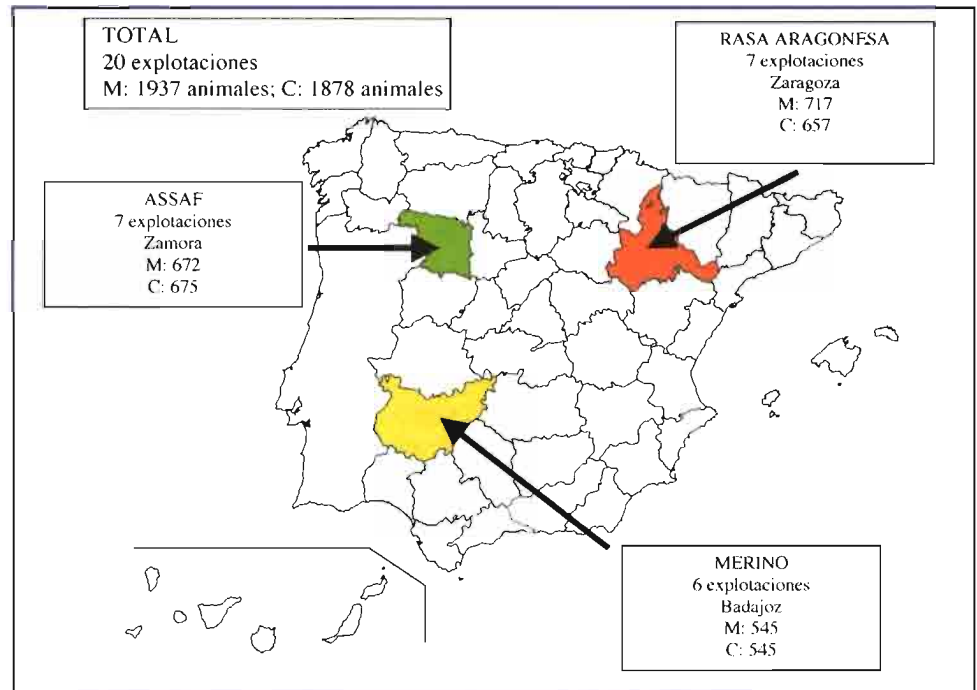 TOTAL
20 explotaciones
M: 1937 animales; C: 1878 animales
RASA ARAGONESA
7 explotaciones
Zaragoza
M: 717
C: 657
ASSAF
7 explotaciones
Zamora
M: 672
C: 675
MERINO
6 explotaciones
Badajoz
M: 545
C: 545